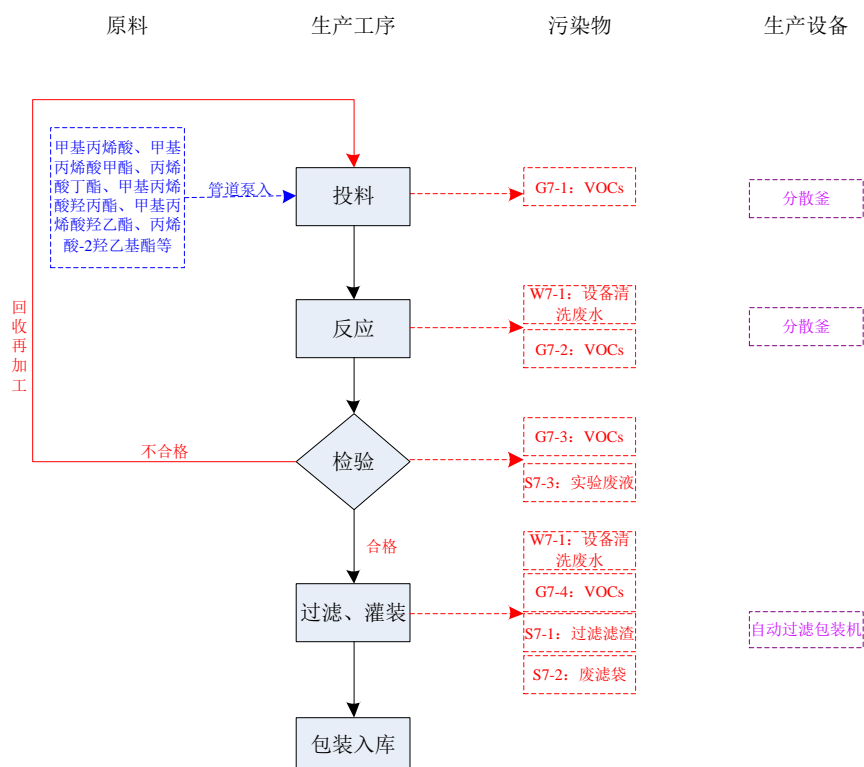 原料
生产工序
污染物
生产设备
甲基丙烯酸、甲基
丙烯酸甲酯、丙烯
酸丁酯、甲基丙烯
酸羟丙酯、甲基丙
烯酸羟乙酯、丙烯
酸-2羟乙基酯等
管道泵入
投料
G7-1：VOCs
分散釜
回收再加工
反应
W7-1：设备清
洗废水
G7-2：VOCs
分散釜
不合格
检验
G7-3：VOCs
S7-3：实验废液
合格
过滤、灌装
W7-1：设备清
洗废水
G7-4：VOCs
S7-1：过滤滤渣
S7-2：废滤袋
自动过滤包装机
包装入库